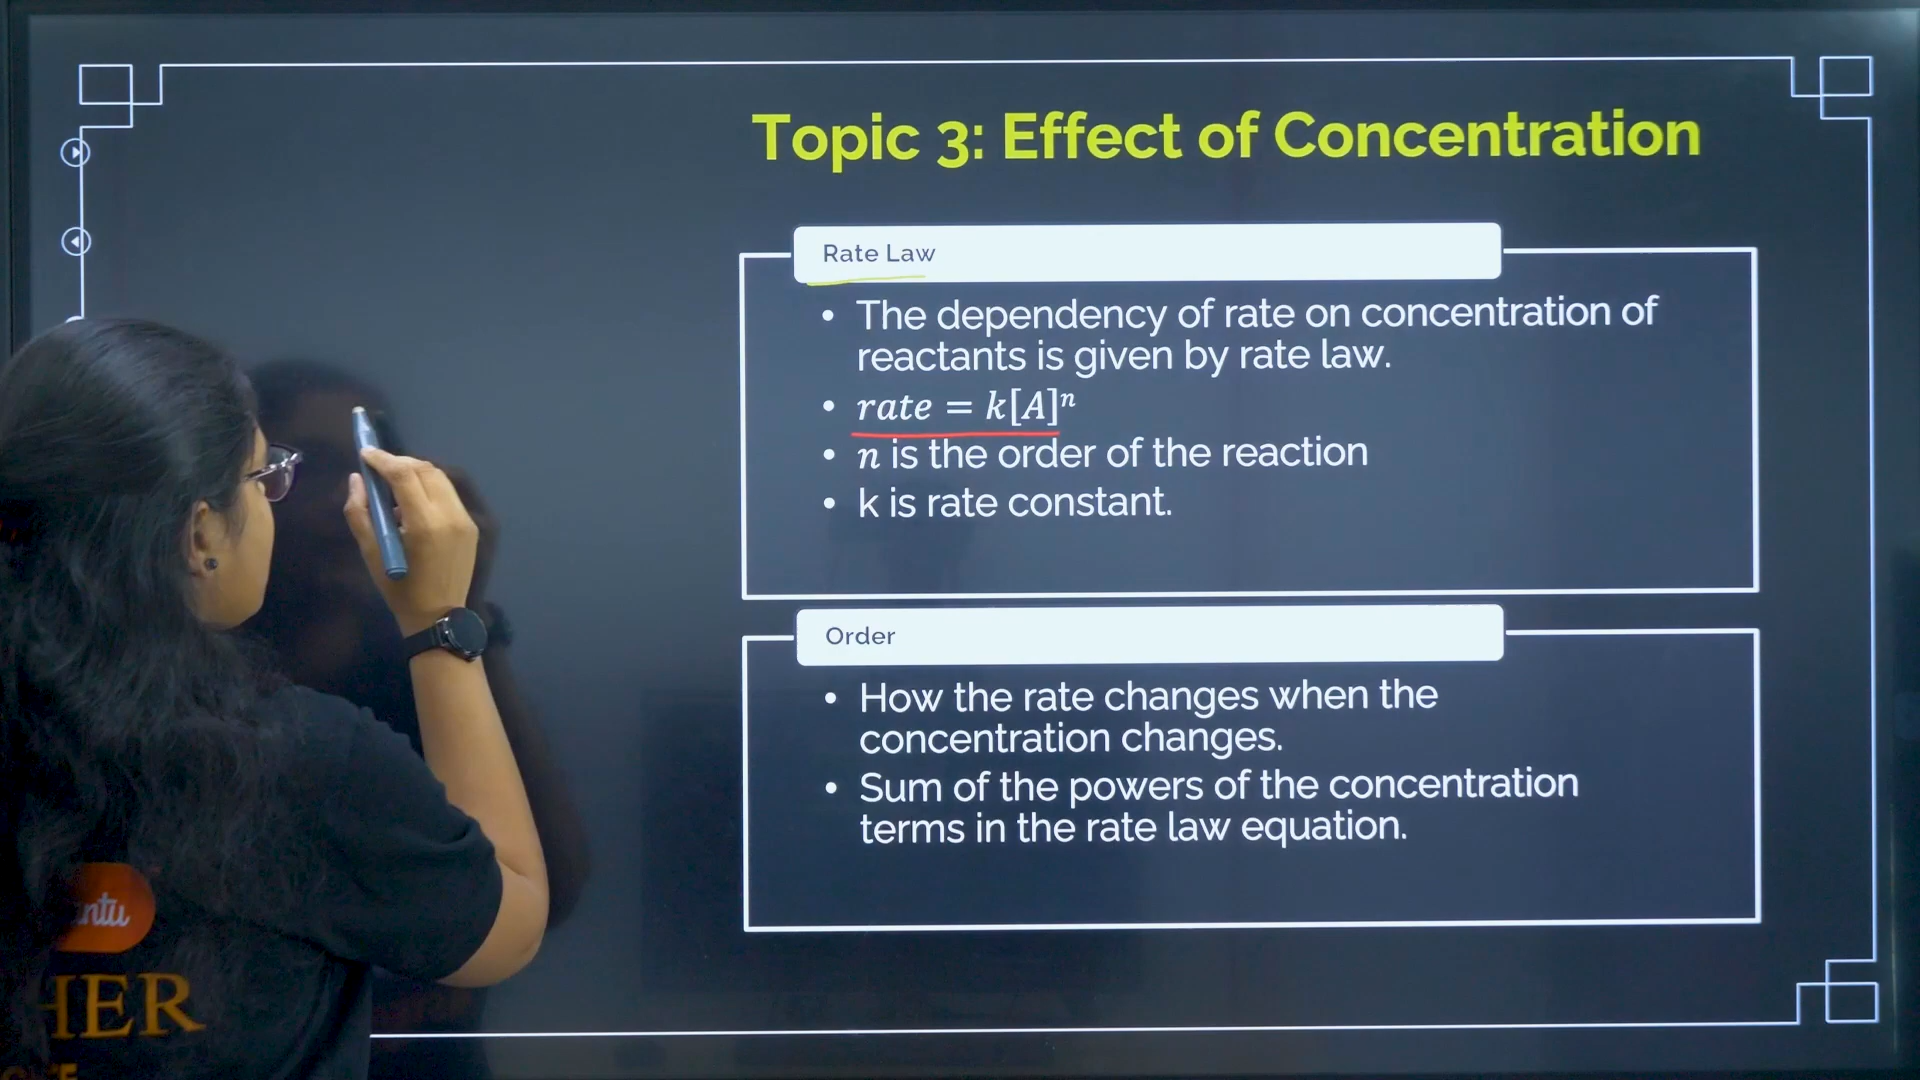 Topic 3: Effect of Concentration
Rate Law
• The dependency of rate on concentration of
reactants is given by rate law.
• rate = k[A]ⁿ
• n is the order of the reaction
• k is rate constant.
Order
• How the rate changes when the
concentration changes.
• Sum of the powers of the concentration
terms in the rate law equation.
ntu
HER